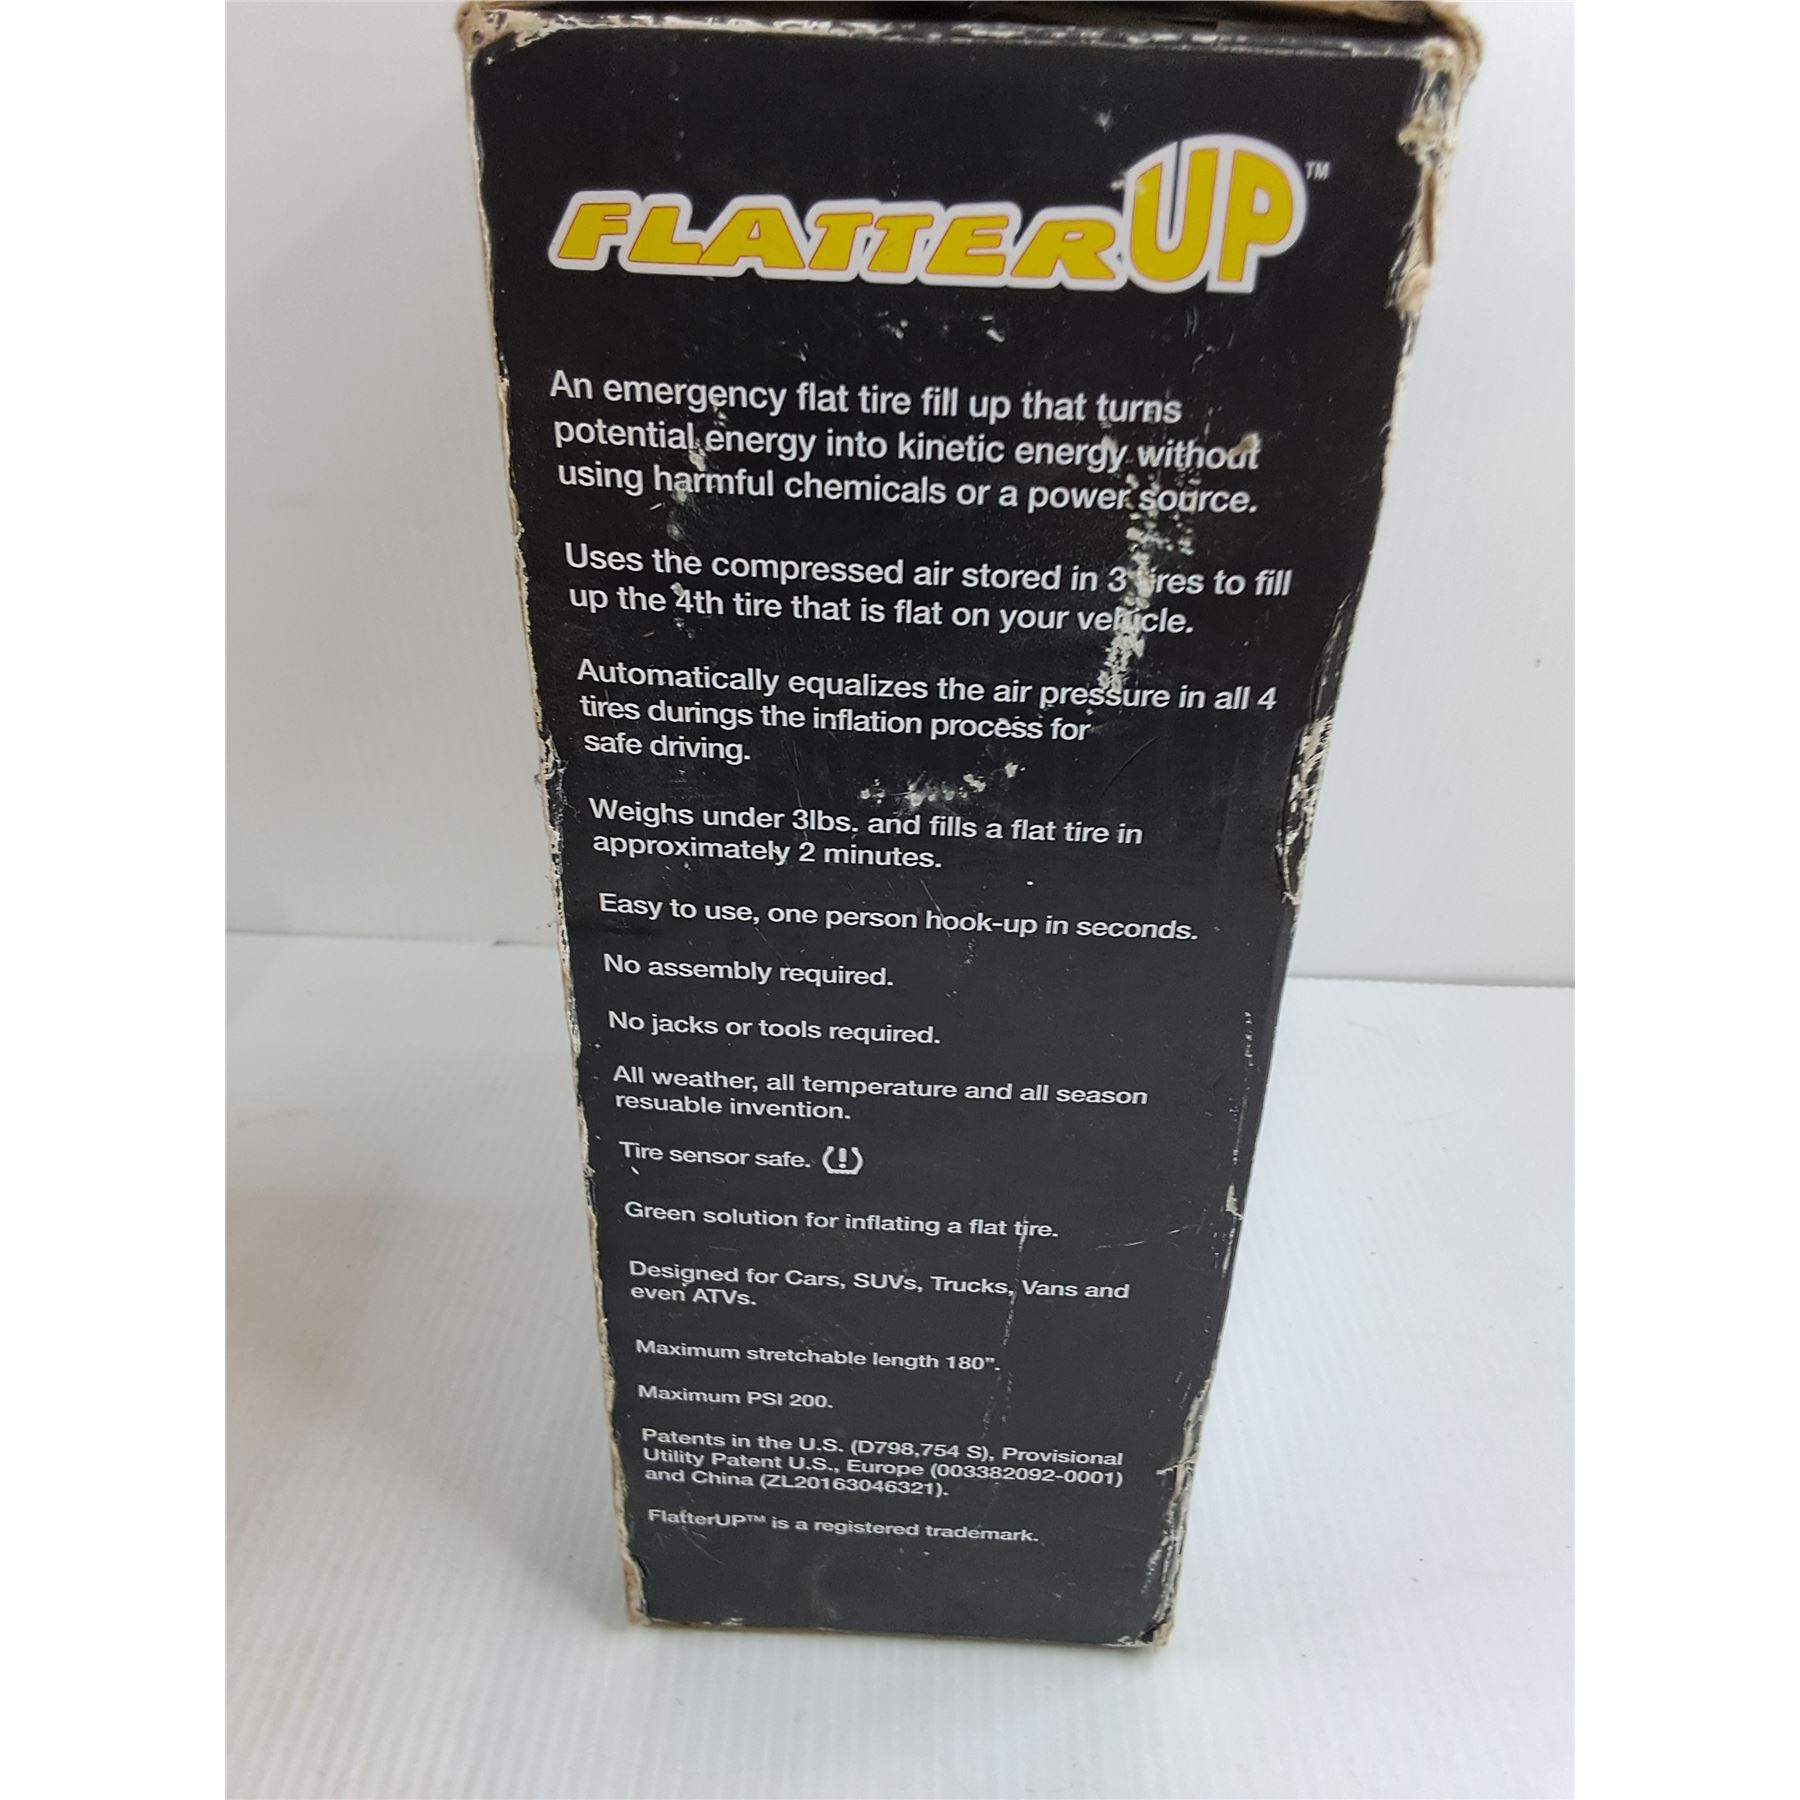 FLATTERUP™
An emergency flat tire fill up that turns
potential energy into kinetic energy without
using harmful chemicals or a power source.
Uses the compressed air stored in 3 tires to fill
up the 4th tire that is flat on your vehicle.
Automatically equalizes the air pressure in all 4
tires durings the inflation process for
safe driving.
Weighs under 3lbs. and fills a flat tire in
approximately 2 minutes.
Easy to use, one person hook-up in seconds.
No assembly required.
No jacks or tools required.
All weather, all temperature and all season
resuable invention.
Tire sensor safe. (!)
Green solution for inflating a flat tire.
Designed for Cars, SUVs, Trucks, Vans and
even ATVs.
Maximum stretchable length 180”.
Maximum PSI 200.
Patents in the U.S. (D798,754 S), Provisional
Utility Patent U.S., Europe (003382092-0001)
and China (ZL20163046321).
FlatterUP™ is a registered trademark.